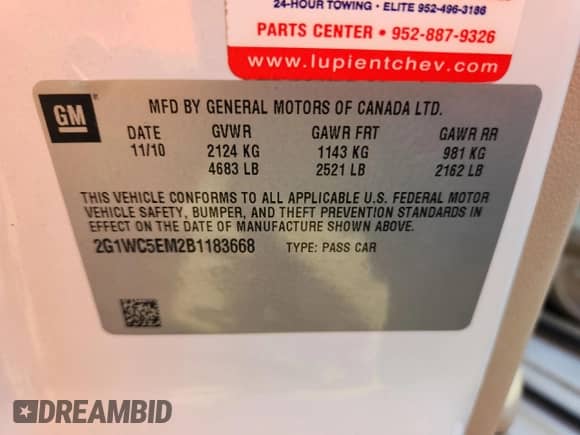 24-HOUR TOWING • ELITE 952-496-3186
PARTS CENTER • 952-887-9326
www.lupientchev.com
GM
MFD BY GENERAL MOTORS OF CANADA LTD.
DATE GVWR GAWR FRT GAWR RR
11/10 2124 KG 1143 KG 981 KG
4683 LB 2521 LB 2162 LB
THIS VEHICLE CONFORMS TO ALL APPLICABLE U.S. FEDERAL MOTOR
VEHICLE SAFETY, BUMPER, AND THEFT PREVENTION STANDARDS IN
EFFECT ON THE DATE OF MANUFACTURE SHOWN ABOVE.
2G1WC5EM2B1183668 TYPE: PASS CAR
DREAMBID